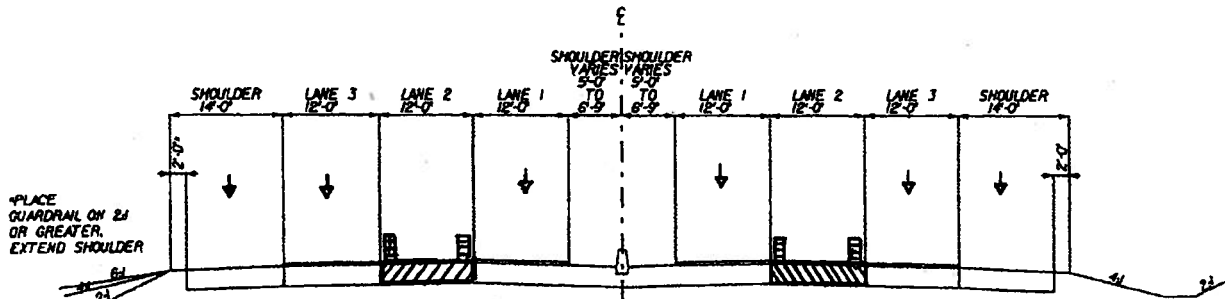 ℄
SHOULDER SHOULDER
VARIES VARIES
5'-0" 5'-0"
SHOULDER LANE 3 LANE 2 LANE 1 TO TO LANE 1 LANE 2 LANE 3 SHOULDER
14'-0" 12'-0" 12'-0" 12'-0" 6'-9" 6'-9" 12'-0" 12'-0" 12'-0" 14'-0"
2'-0" 2'-0"
*PLACE
GUARDRAIL ON 2:1
OR GREATER.
EXTEND SHOULDER
6:1
4:1 4:1
2:1 2:1